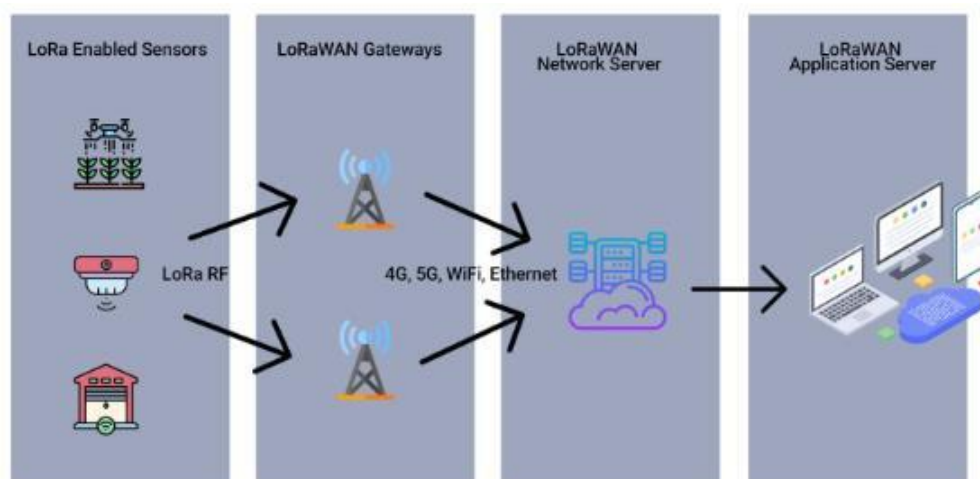 LoRa Enabled Sensors
LoRaWAN Gateways
LoRaWAN
Network Server
LoRaWAN
Application Server
LoRa RF
4G, 5G, WiFi, Ethernet